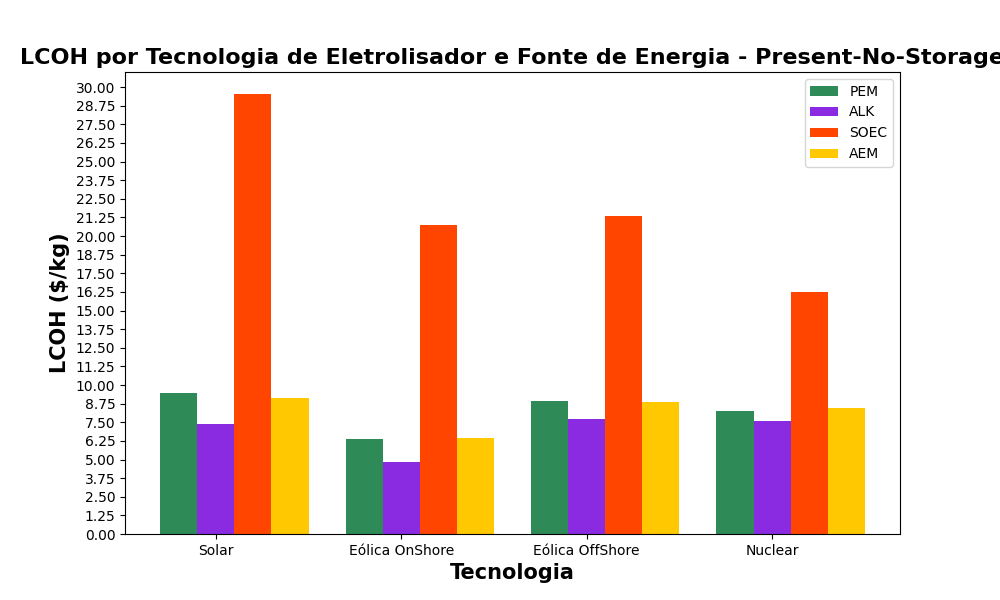 LCOH por Tecnologia de Eletrolisador e Fonte de Energia - Present-No-Storage
LCOH ($/kg)
30.00
28.75
27.50
26.25
25.00
23.75
22.50
21.25
20.00
18.75
17.50
16.25
15.00
13.75
12.50
11.25
10.00
8.75
7.50
6.25
5.00
3.75
2.50
1.25
0.00
PEM
ALK
SOEC
AEM
Solar
Eólica OnShore
Eólica OffShore
Nuclear
Tecnologia